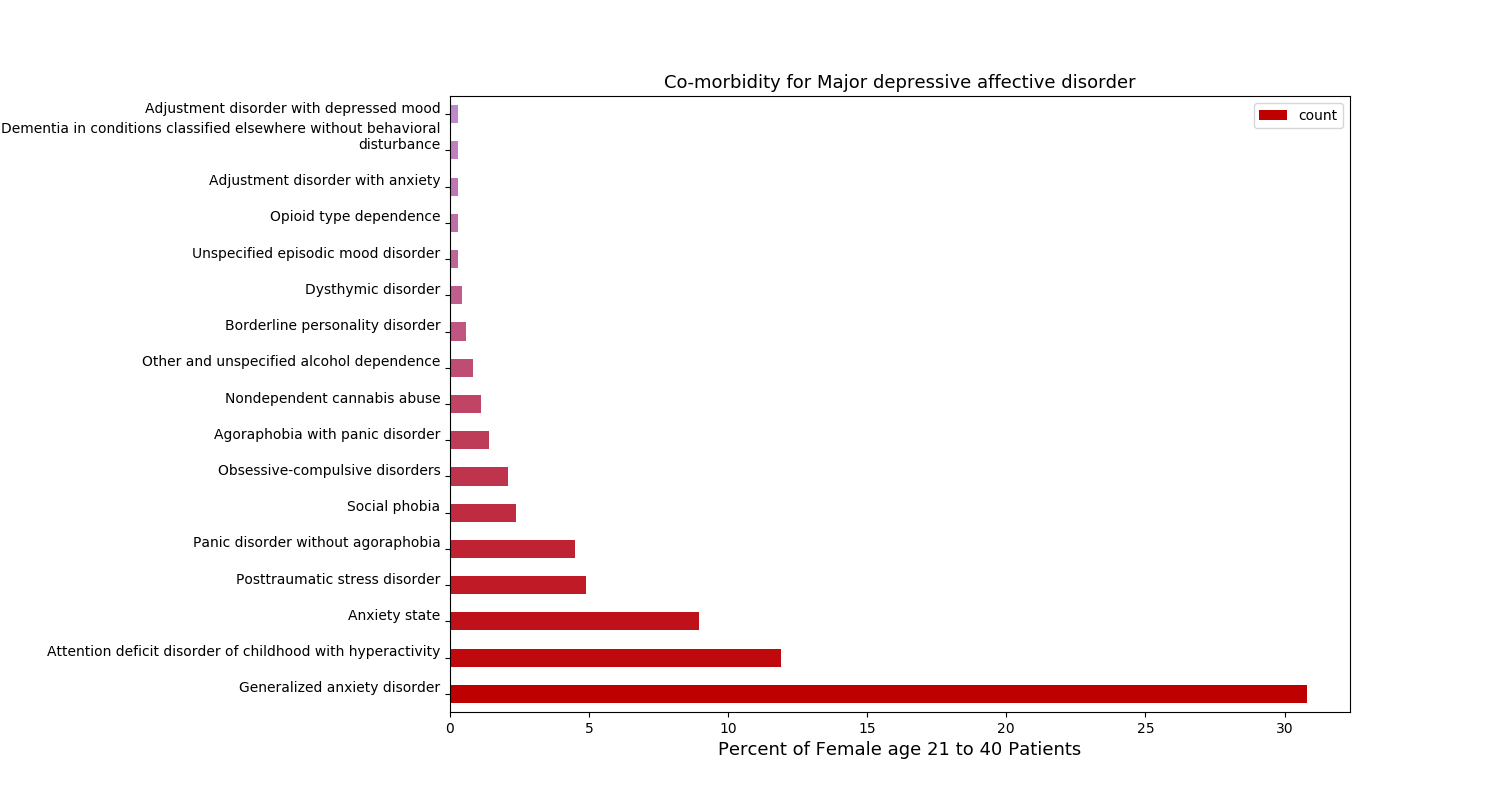 Co-morbidity for Major depressive affective disorder
count
Adjustment disorder with depressed mood
Dementia in conditions classified elsewhere without behavioral
disturbance
Adjustment disorder with anxiety
Opioid type dependence
Unspecified episodic mood disorder
Dysthymic disorder
Borderline personality disorder
Other and unspecified alcohol dependence
Nondependent cannabis abuse
Agoraphobia with panic disorder
Obsessive-compulsive disorders
Social phobia
Panic disorder without agoraphobia
Posttraumatic stress disorder
Anxiety state
Attention deficit disorder of childhood with hyperactivity
Generalized anxiety disorder
0 5 10 15 20 25 30
Percent of Female age 21 to 40 Patients